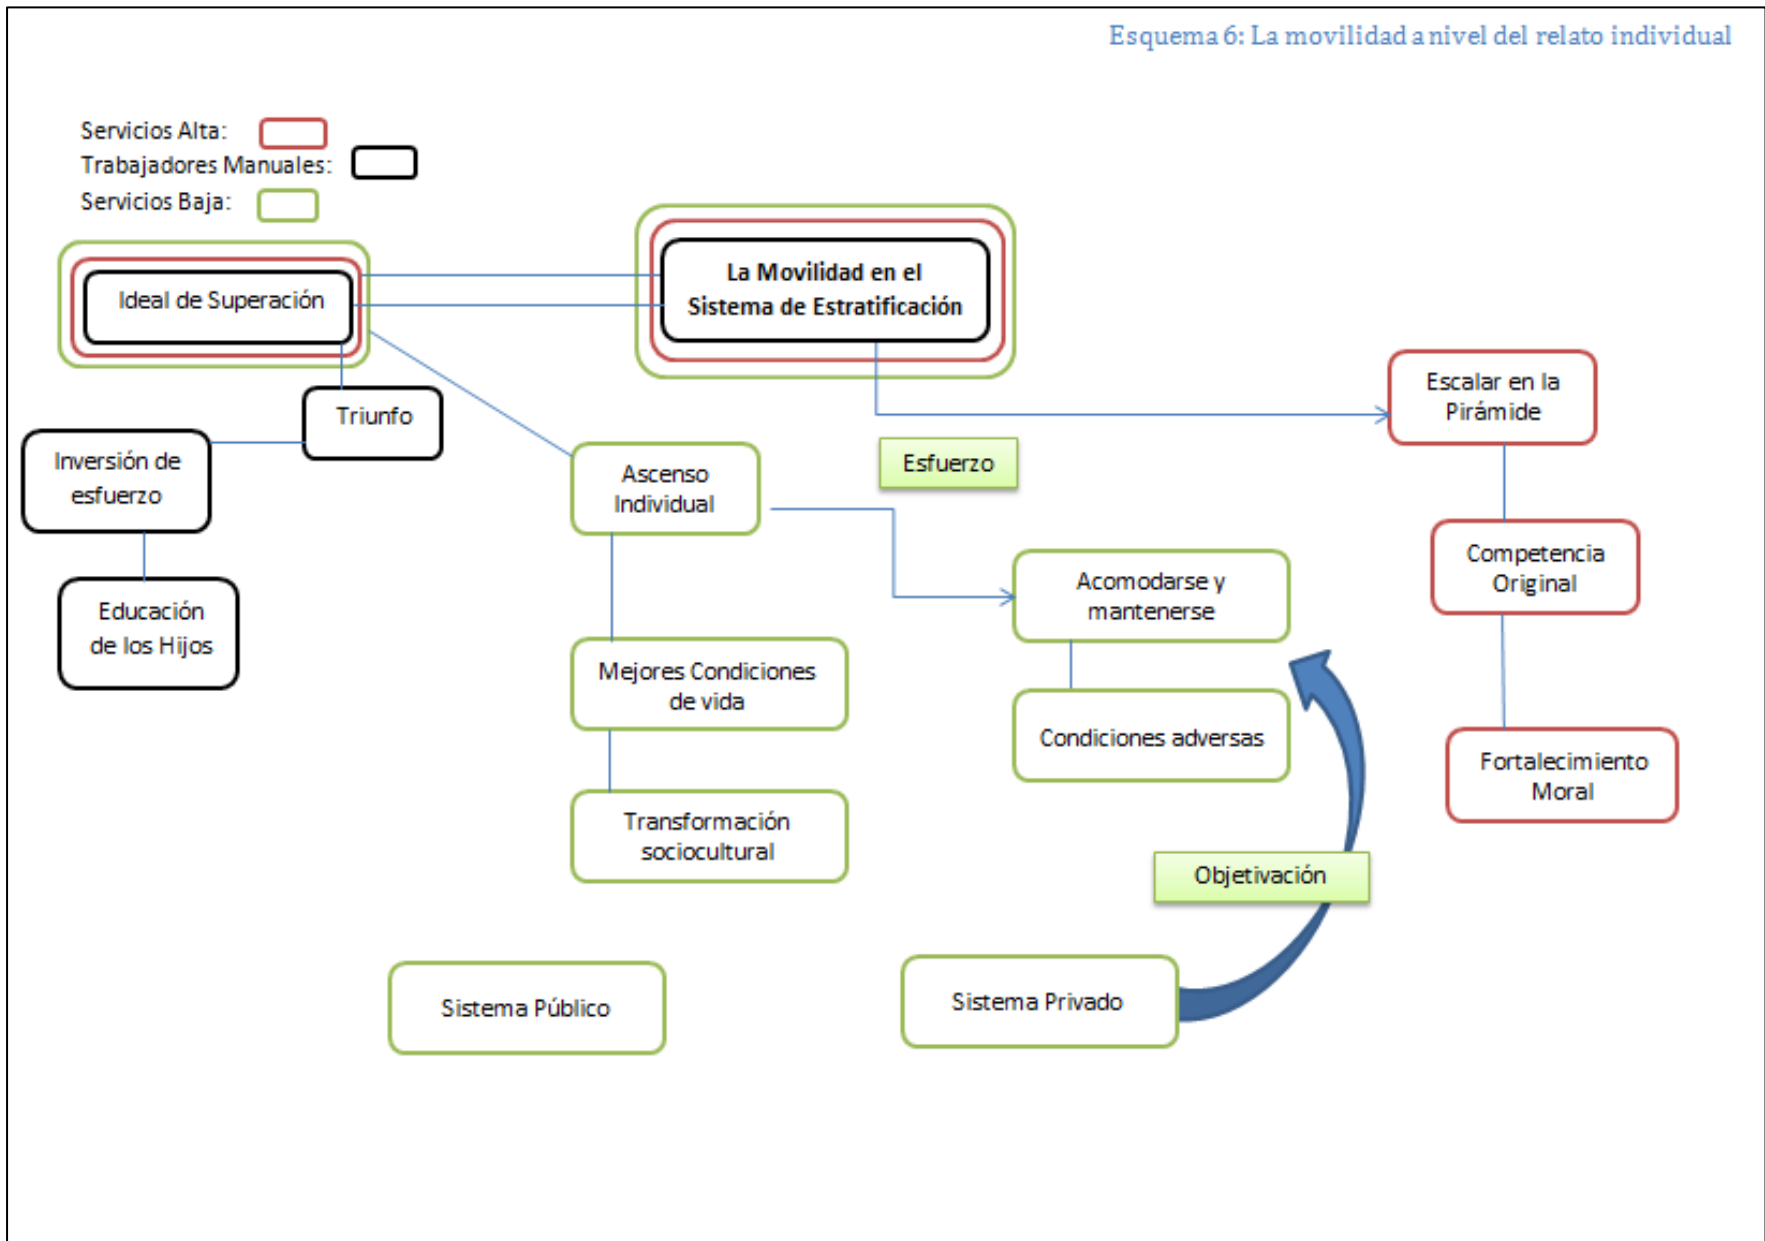 Esquema 6: La movilidad a nivel del relato individual
Servicios Alta:
Trabajadores Manuales:
Servicios Baja:
La Movilidad en el
Sistema de Estratificación
Ideal de Superación
Triunfo
Inversión de
esfuerzo
Educación
de los Hijos
Ascenso
Individual
Esfuerzo
Escalar en la
Pirámide
Competencia
Original
Acomodarse y
mantenerse
Mejores Condiciones
de vida
Condiciones adversas
Fortalecimiento
Moral
Transformación
sociocultural
Objetivación
Sistema Público
Sistema Privado